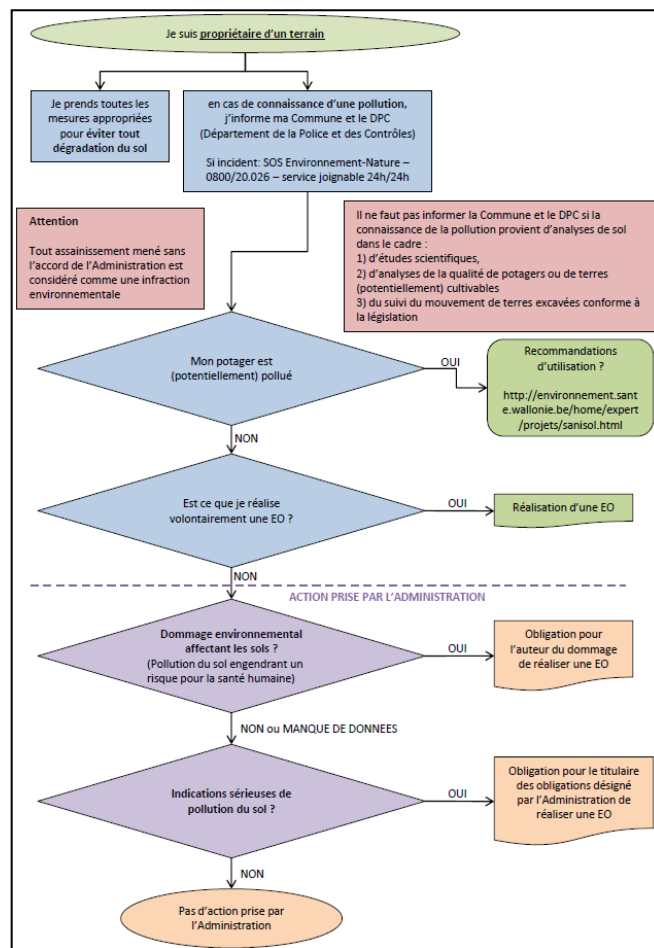 Je suis propriétaire d'un terrain
Je prends toutes les
mesures appropriées
pour éviter tout
dégradation du sol
en cas de connaissance d'une pollution,
j'informe ma Commune et le DPC
(Département de la Police et des Contrôles)
Si incident: SOS Environnement-Nature –
0800/20.026 – service joignable 24h/24h
Attention
Tout assainissement mené sans
l'accord de l'Administration est
considéré comme une infraction
environnementale
Il ne faut pas informer la Commune et le DPC si la
connaissance de la pollution provient d'analyses de sol
dans le cadre :
1) d'études scientifiques,
2) d'analyses de la qualité de potagers ou de terres
(potentiellement) cultivables
3) du suivi du mouvement de terres excavées conforme à
la législation
Mon potager est
(potentiellement) pollué
OUI
Recommandations
d'utilisation ?
http://environnement.sant
e.wallonie.be/home/expert
/projets/sanisol.html
NON
Est ce que je réalise
volontairement une EO ?
OUI
Réalisation d'une EO
NON
ACTION PRISE PAR L'ADMINISTRATION
Dommage environnemental
affectant les sols ?
(Pollution du sol engendrant un
risque pour la santé humaine)
OUI
Obligation pour
l'auteur du dommage
de réaliser une EO
NON ou MANQUE DE DONNEES
Indications sérieuses de
pollution du sol ?
OUI
Obligation pour le titulaire
des obligations désigné
par l'Administration de
réaliser une EO
NON
Pas d'action prise par
l'Administration